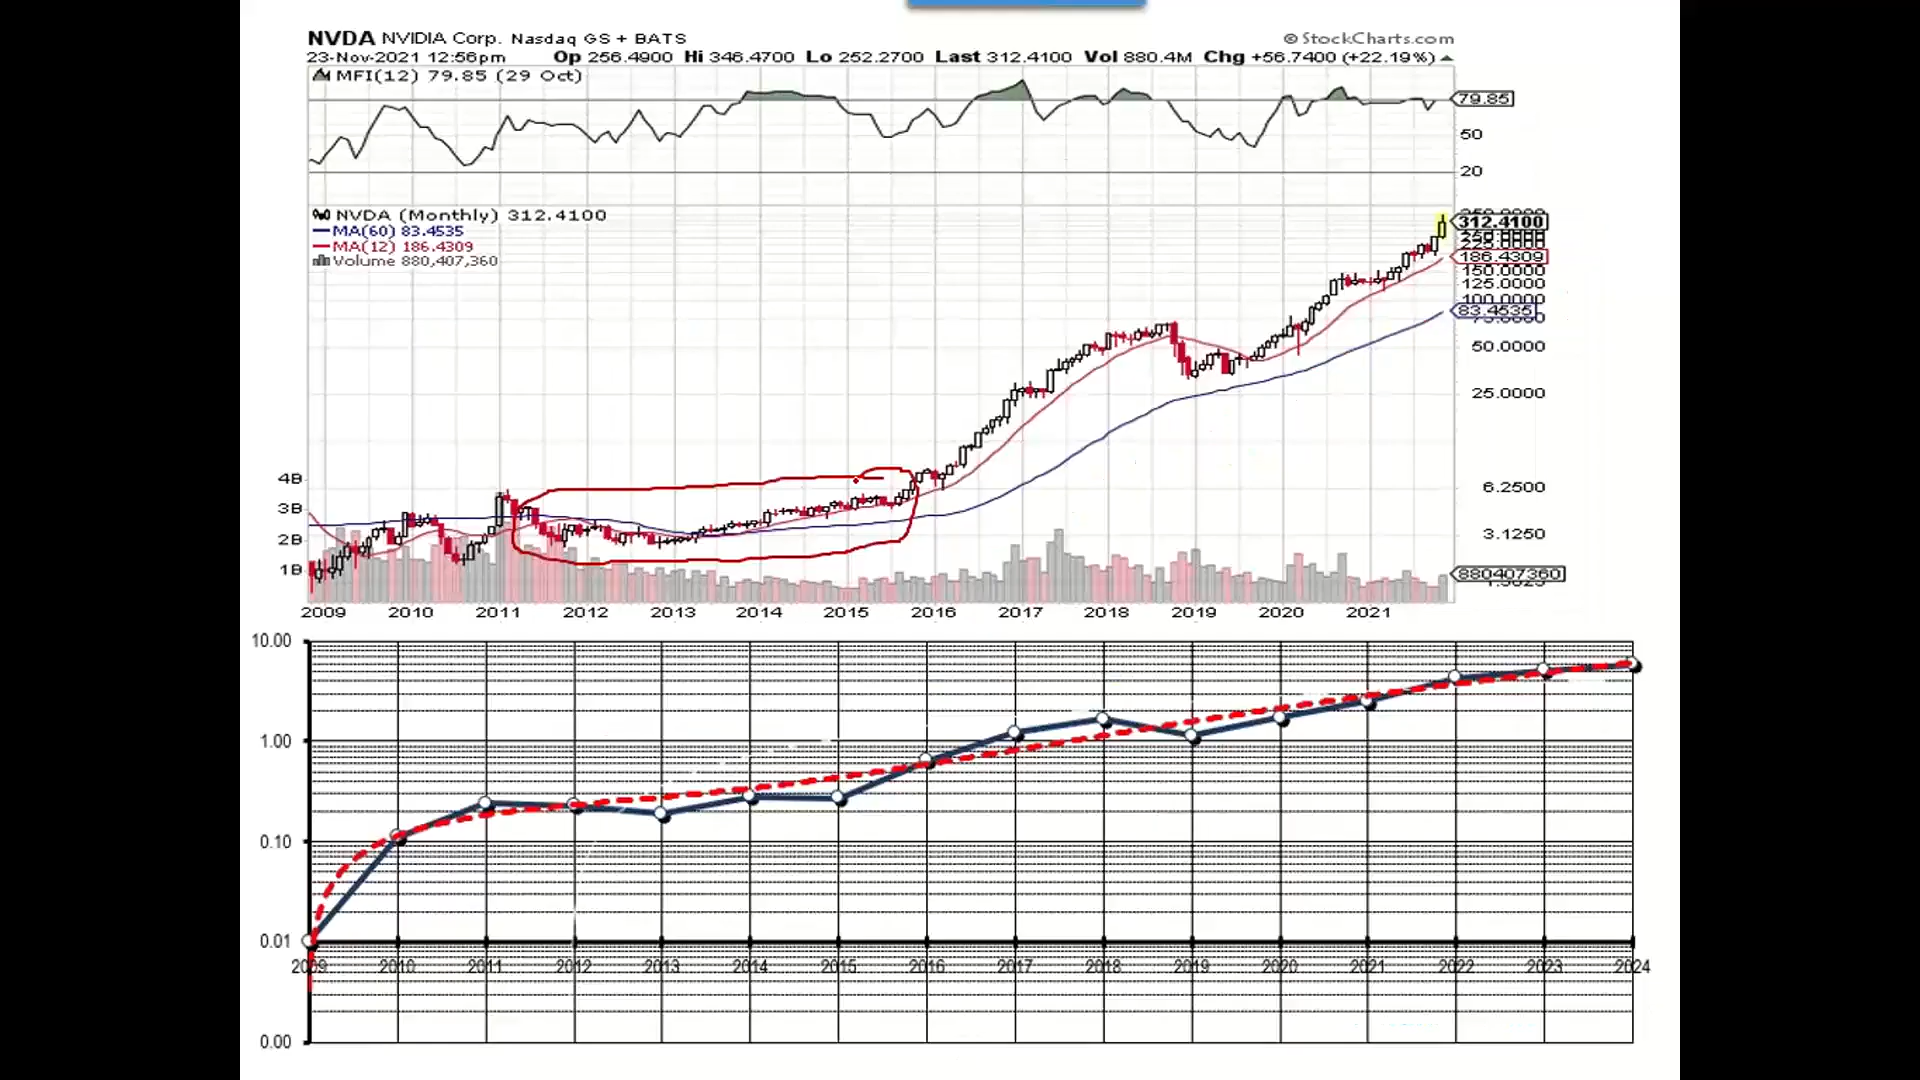 NVDA NVIDIA Corp. Nasdaq GS + BATS
© StockCharts.com
23-Nov-2021 12:56pm
Op 256.4900 Hi 346.4700 Lo 252.2700 Last 312.4100 Vol 880.4M Chg +56.7400 (+22.19%)
MFI(12) 79.85 (29 Oct)
79.85
50
20
NVDA (Monthly) 312.4100
MA(60) 83.4535
MA(12) 186.4309
Volume 880,407,360
312.4100
186.4309
150.0000
125.0000
100.0000
83.4535
50.0000
25.0000
4B
6.2500
3B
3.1250
2B
1B
880407360
2009 2010 2011 2012 2013 2014 2015 2016 2017 2018 2019 2020 2021
10.00
1.00
0.10
0.01
2009 2010 2011 2012 2013 2014 2015 2016 2017 2018 2019 2020 2021 2022 2023 2024
0.00